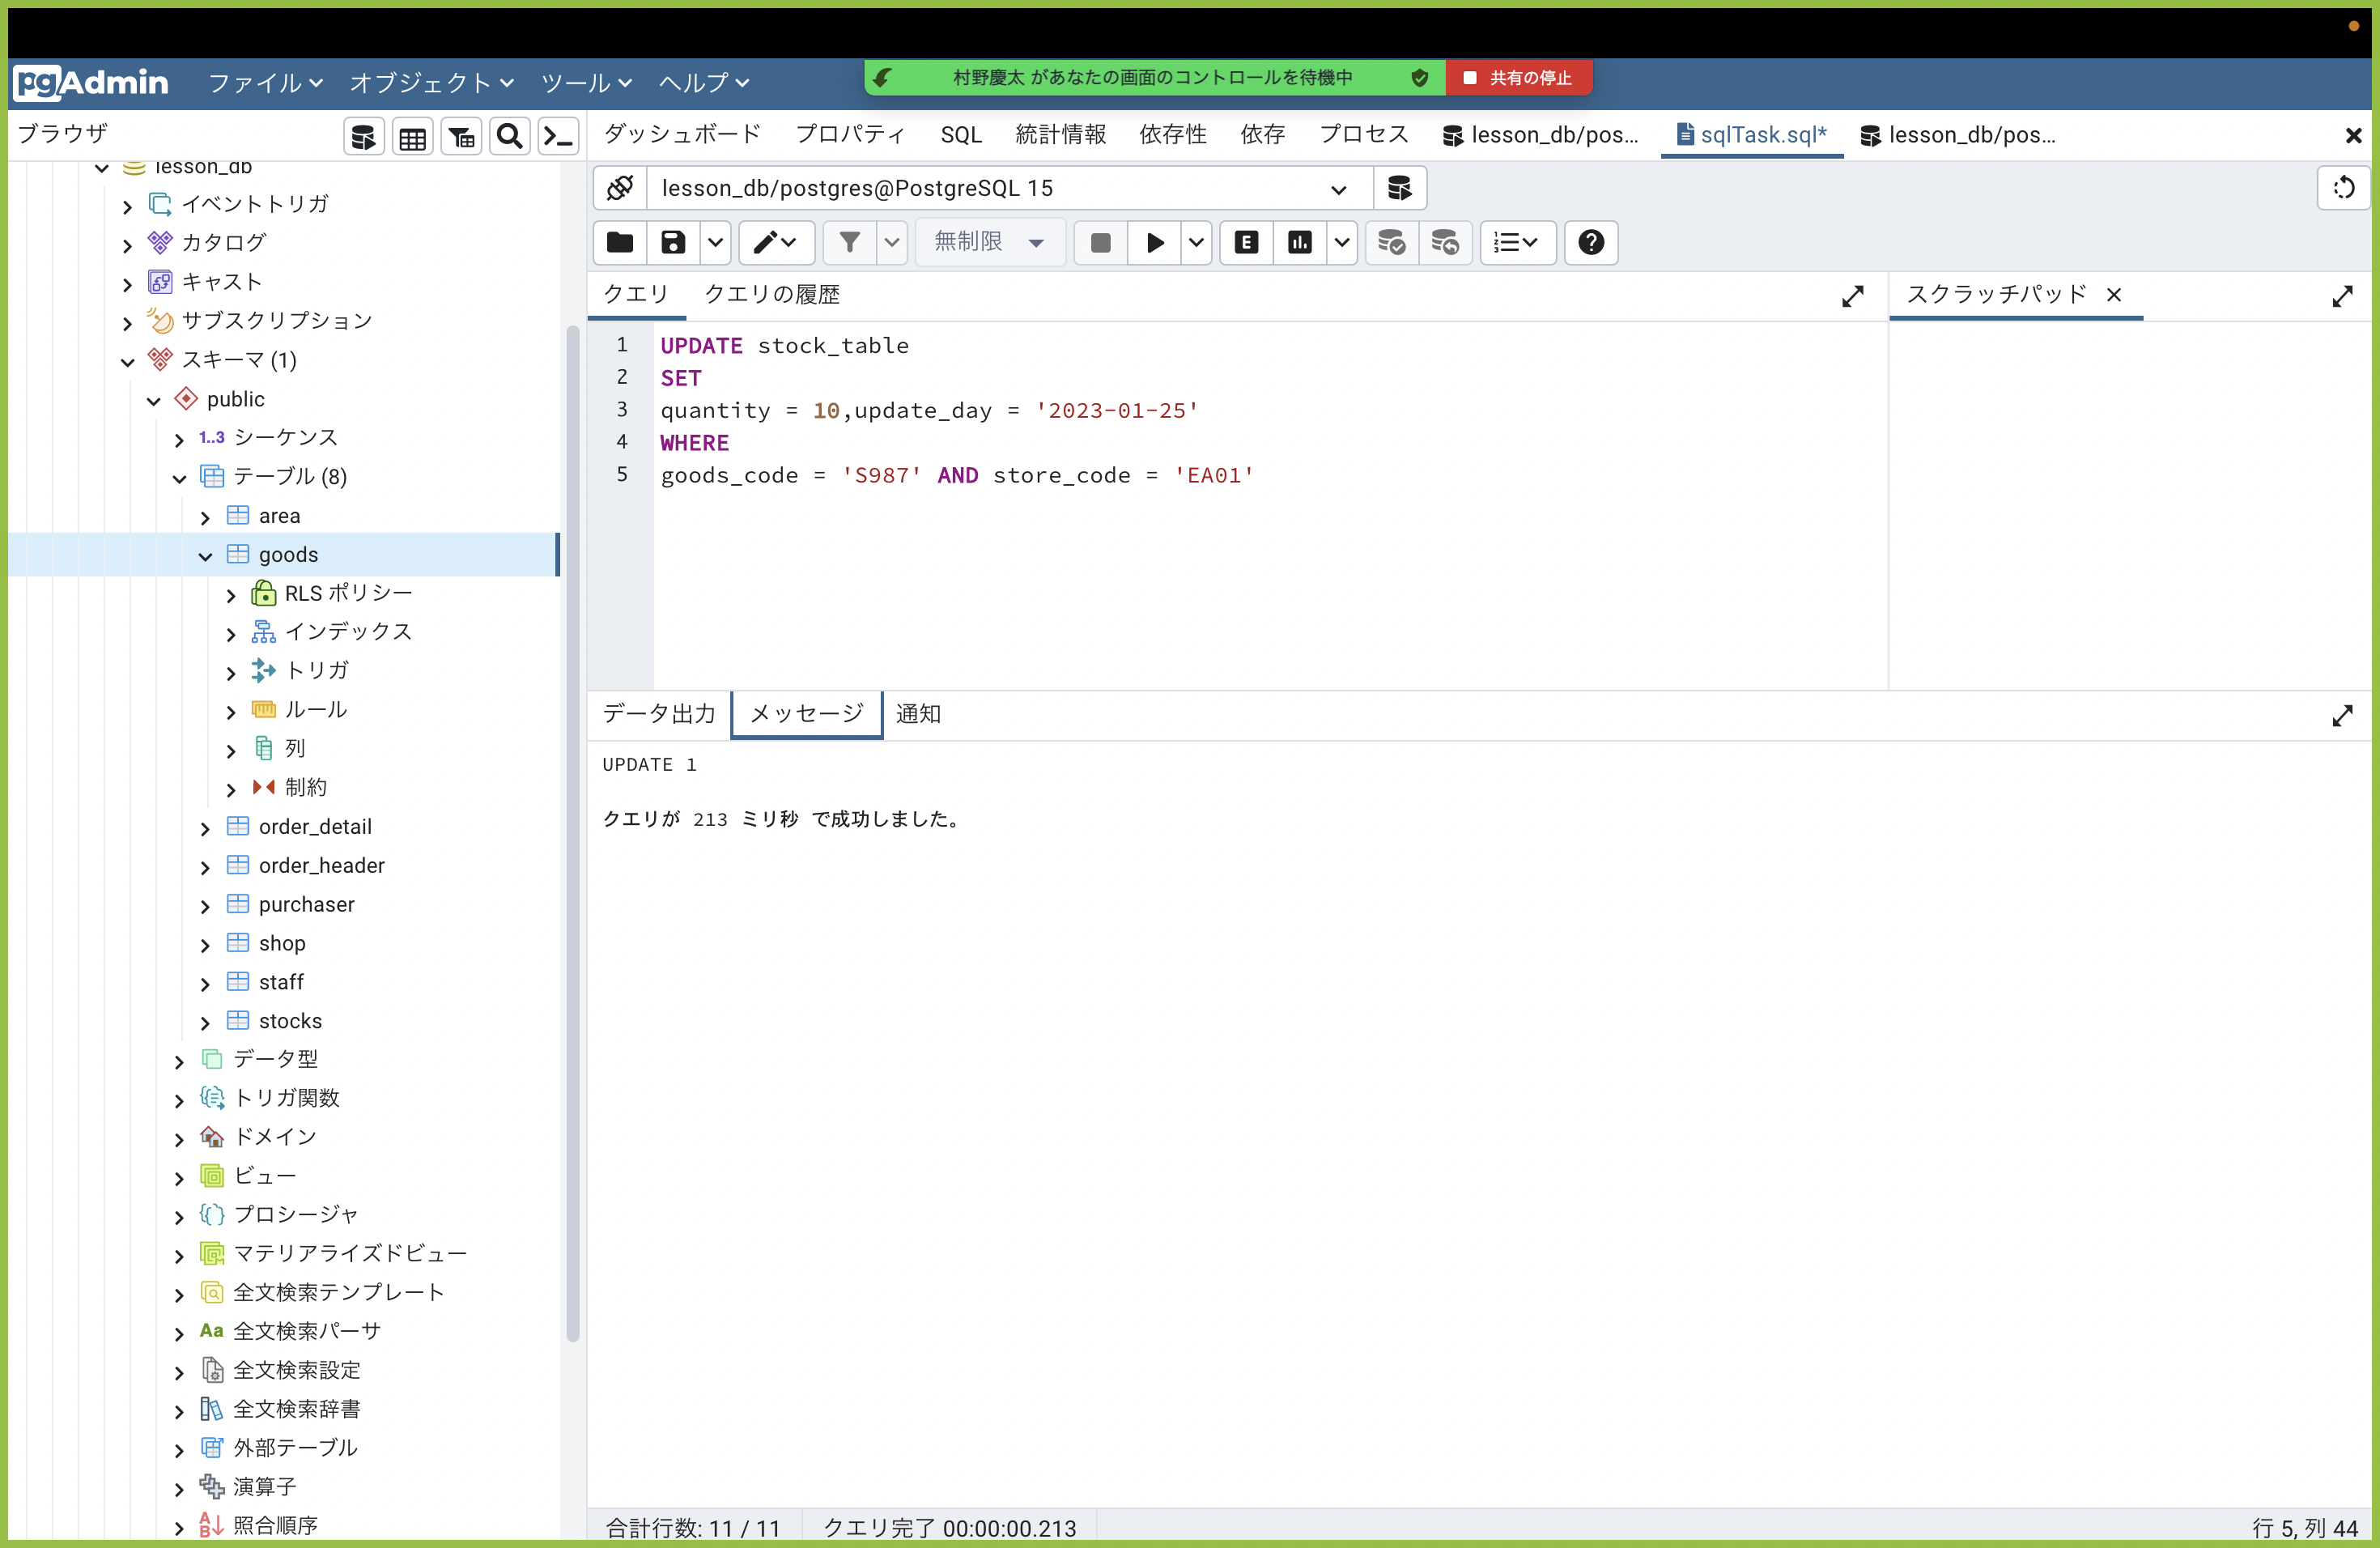 pgAdmin ファイル オブジェクト ツール ヘルプ
村野慶太 があなたの画面のコントロールを待機中
共有の停止
ブラウザ
ダッシュボード プロパティ SQL 統計情報 依存性 依存 プロセス lesson_db/pos... sqlTask.sql* lesson_db/pos...
lesson_db
イベントトリガ
カタログ
キャスト
サブスクリプション
スキーマ (1)
public
1..3 シーケンス
テーブル (8)
area
goods
RLS ポリシー
インデックス
トリガ
ルール
列
制約
order_detail
order_header
purchaser
shop
staff
stocks
データ型
トリガ関数
ドメイン
ビュー
プロシージャ
マテリアライズドビュー
全文検索テンプレート
Aa 全文検索パーサ
全文検索設定
全文検索辞書
外部テーブル
演算子
照合順序
lesson_db/postgres@PostgreSQL 15
無制限
クエリ クエリの履歴
スクラッチパッド
1 UPDATE stock_table
2 SET
3 quantity = 10,update_day = '2023-01-25'
4 WHERE
5 goods_code = 'S987' AND store_code = 'EA01'
データ出力 メッセージ 通知
UPDATE 1
クエリが 213 ミリ秒 で成功しました。
合計行数: 11 / 11 クエリ完了 00:00:00.213 行 5, 列 44